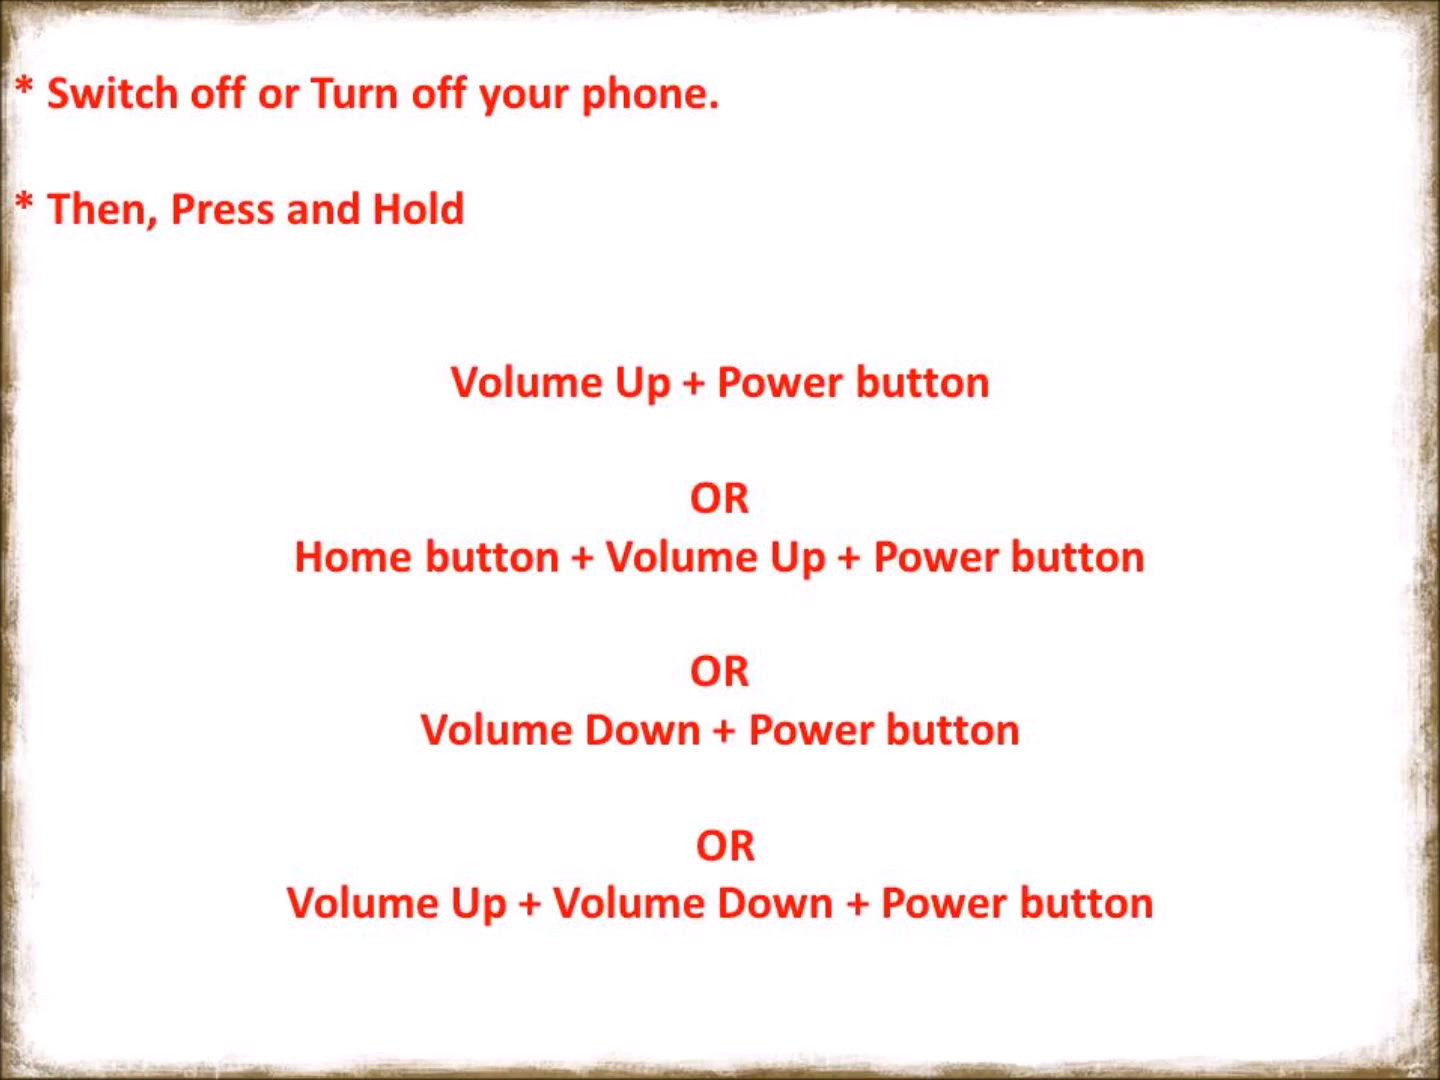 * Switch off or Turn off your phone.
* Then, Press and Hold
Volume Up + Power button
OR
Home button + Volume Up + Power button
OR
Volume Down + Power button
OR
Volume Up + Volume Down + Power button